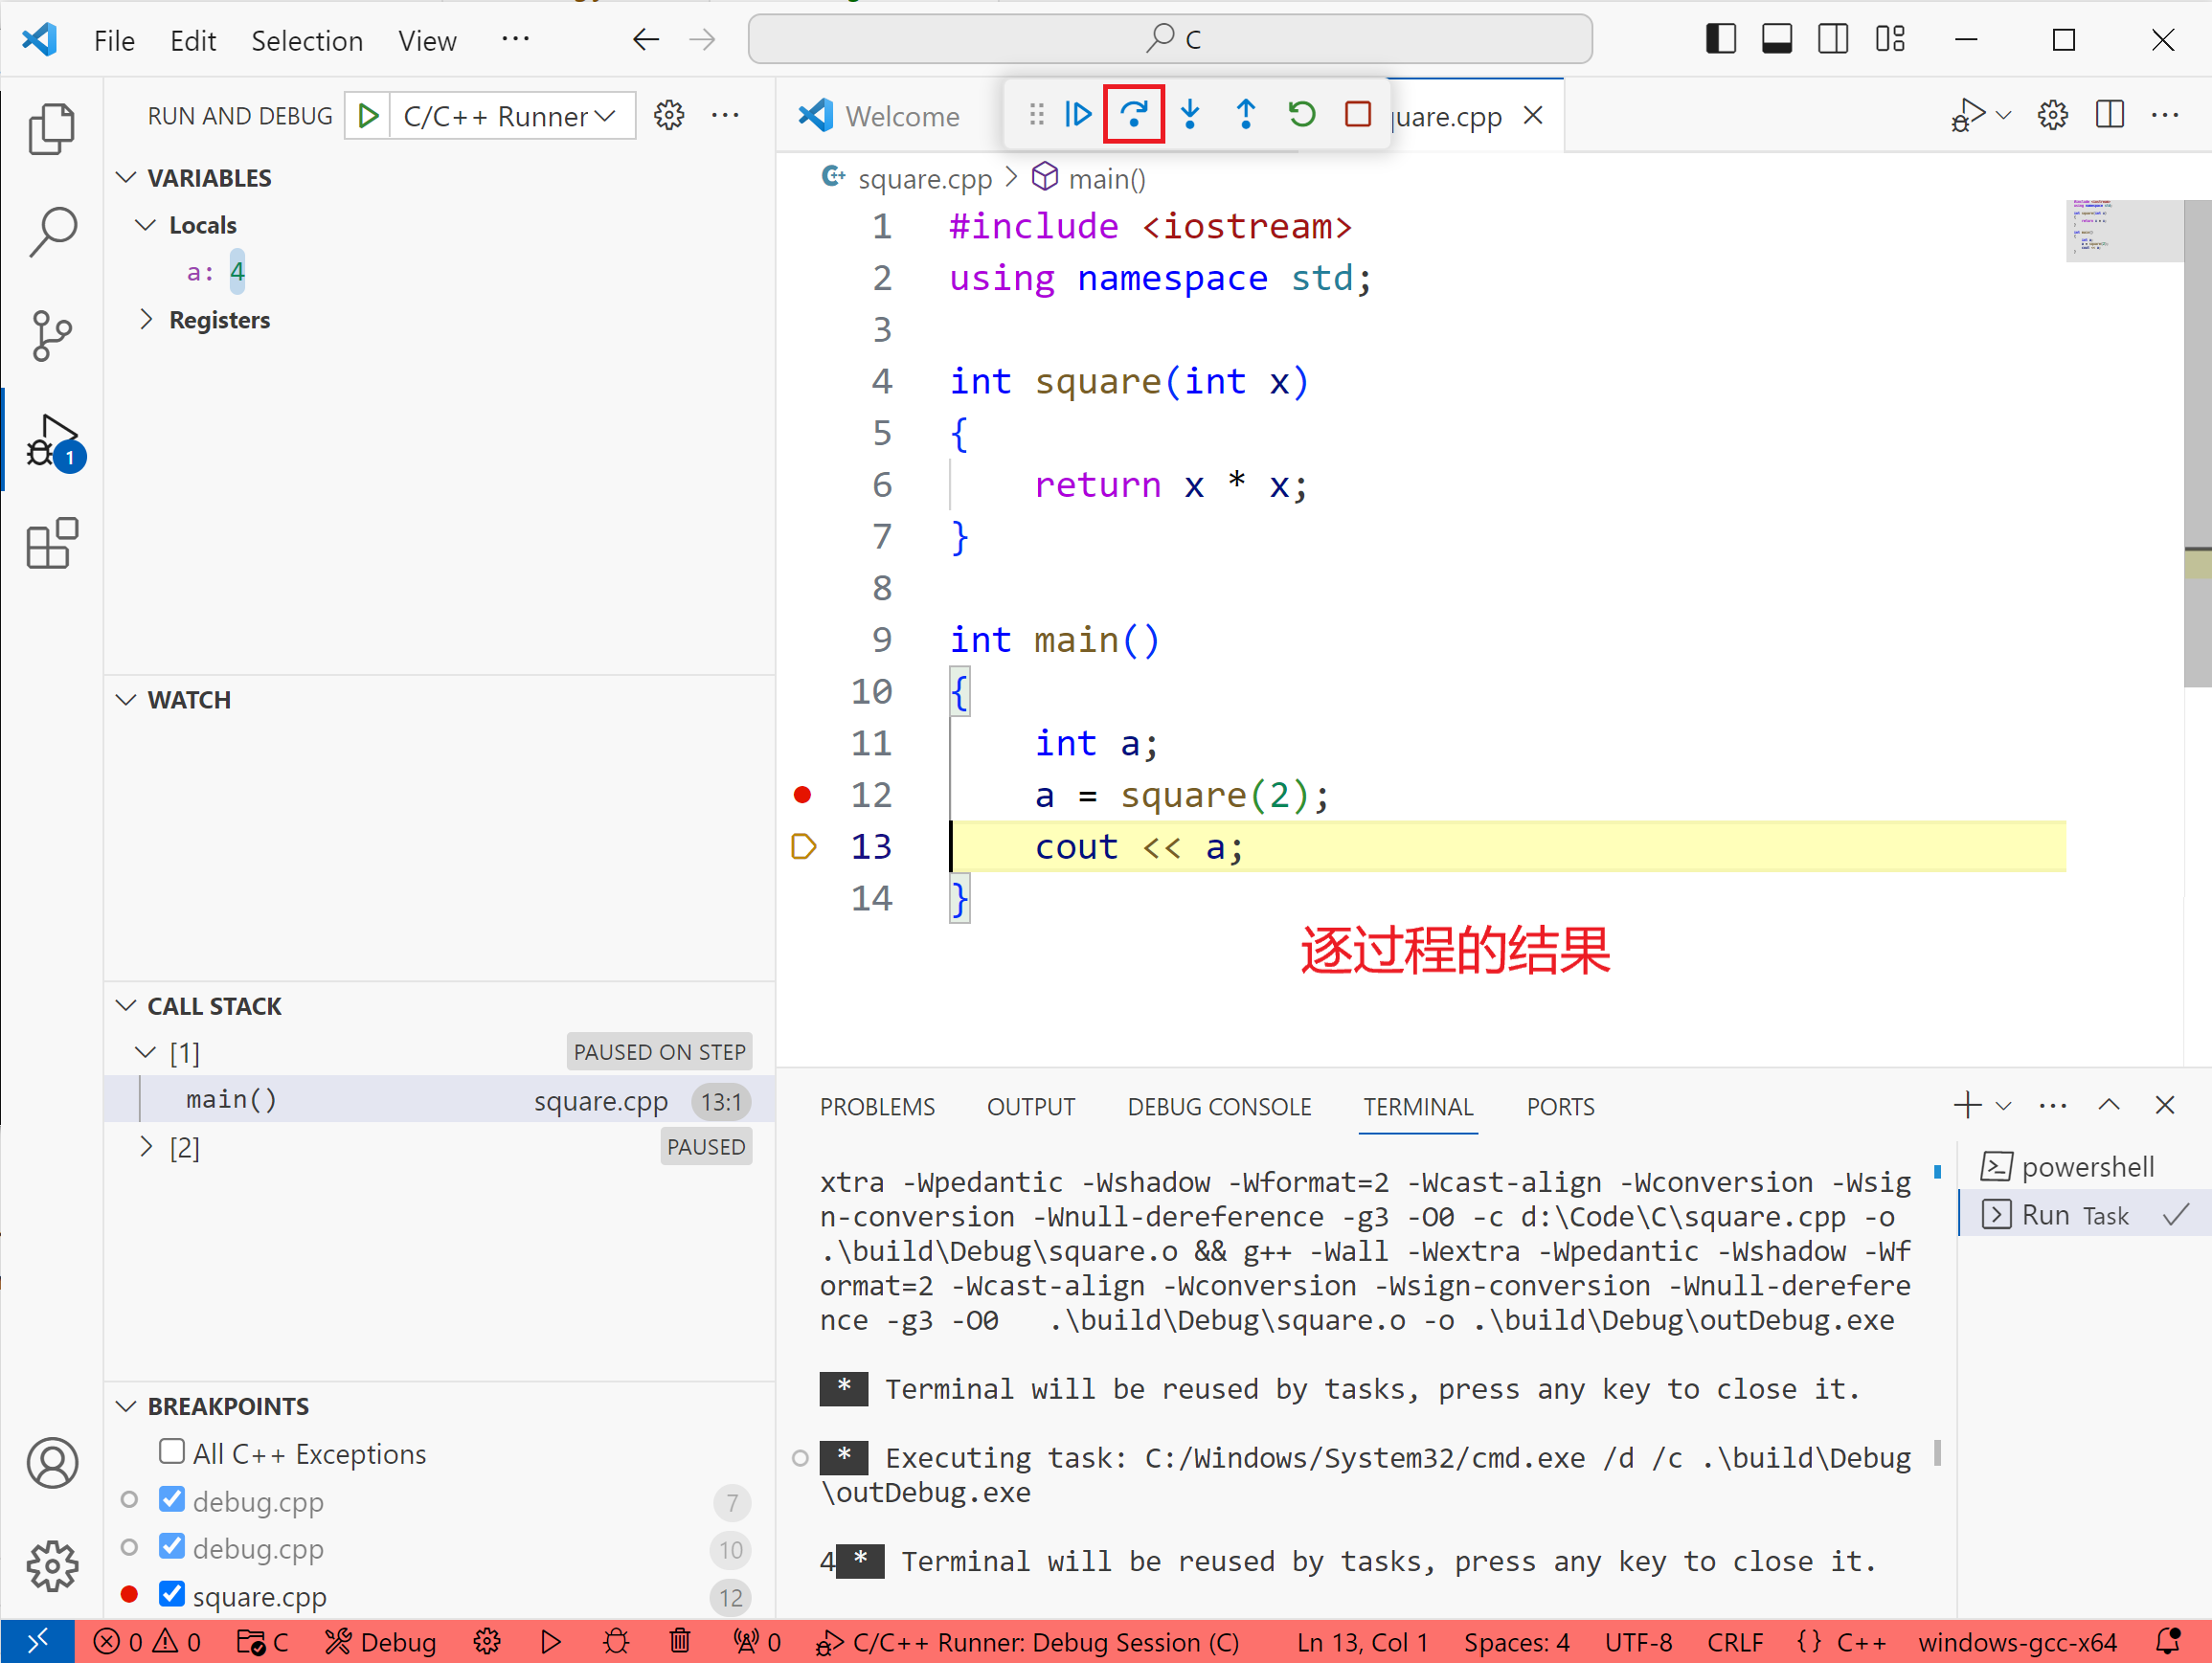 File Edit Selection View ··· C
RUN AND DEBUG C/C++ Runner ···
VARIABLES
Locals
a: 4
Registers
WATCH
CALL STACK
[1] PAUSED ON STEP
main() square.cpp 13:1
[2] PAUSED
BREAKPOINTS
All C++ Exceptions
debug.cpp 7
debug.cpp 10
square.cpp 12
Welcome uare.cpp
square.cpp > main()
1 #include <iostream>
2 using namespace std;
3
4 int square(int x)
5 {
6 return x * x;
7 }
8
9 int main()
10 {
11 int a;
12 a = square(2);
13 cout << a;
14 }
逐过程的结果
PROBLEMS OUTPUT DEBUG CONSOLE TERMINAL PORTS
xtra -Wpedantic -Wshadow -Wformat=2 -Wcast-align -Wconversion -Wsig
n-conversion -Wnull-dereference -g3 -O0 -c d:\Code\C\square.cpp -o
.\build\Debug\square.o && g++ -Wall -Wextra -Wpedantic -Wshadow -Wf
ormat=2 -Wcast-align -Wconversion -Wsign-conversion -Wnull-derefere
nce -g3 -O0 .\build\Debug\square.o -o .\build\Debug\outDebug.exe
* Terminal will be reused by tasks, press any key to close it.
* Executing task: C:/Windows/System32/cmd.exe /d /c .\build\Debug
\outDebug.exe
4 * Terminal will be reused by tasks, press any key to close it.
powershell
Run Task
1
0 0 C Debug 0 C/C++ Runner: Debug Session (C) Ln 13, Col 1 Spaces: 4 UTF-8 CRLF {} C++ windows-gcc-x64